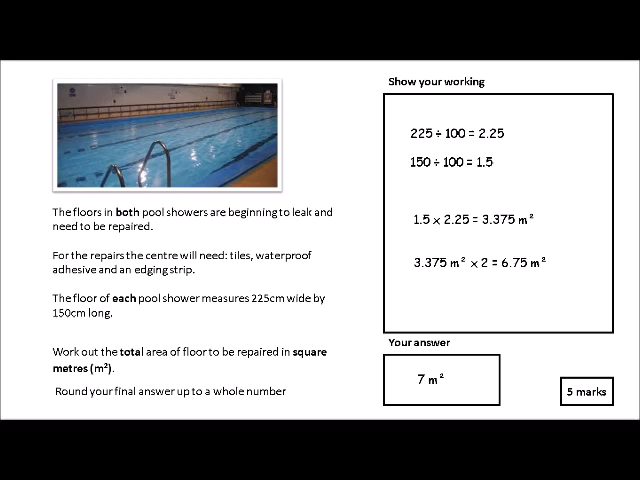 The floors in both pool showers are beginning to leak and
need to be repaired.
For the repairs the centre will need: tiles, waterproof
adhesive and an edging strip.
The floor of each pool shower measures 225cm wide by
150cm long.
Work out the total area of floor to be repaired in square
metres (m²).
Round your final answer up to a whole number
Show your working
225 ÷ 100 = 2.25
150 ÷ 100 = 1.5
1.5 x 2.25 = 3.375 m²
3.375 m² x 2 = 6.75 m²
Your answer
7 m²
5 marks